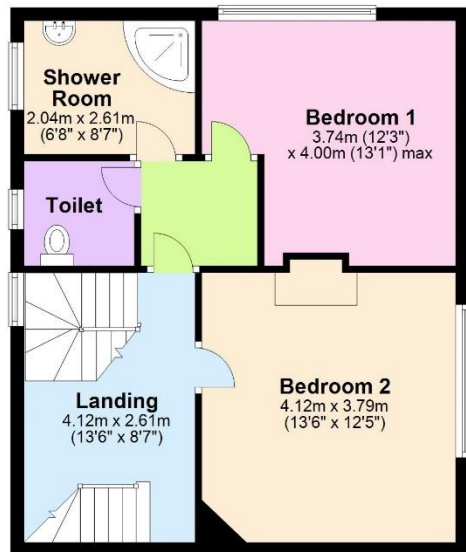 Shower
Room
2.04m x 2.61m
(6'8" x 8'7")
Bedroom 1
3.74m (12'3")
x 4.00m (13'1") max
Toilet
Landing
4.12m x 2.61m
(13'6" x 8'7")
Bedroom 2
4.12m x 3.79m
(13'6" x 12'5")